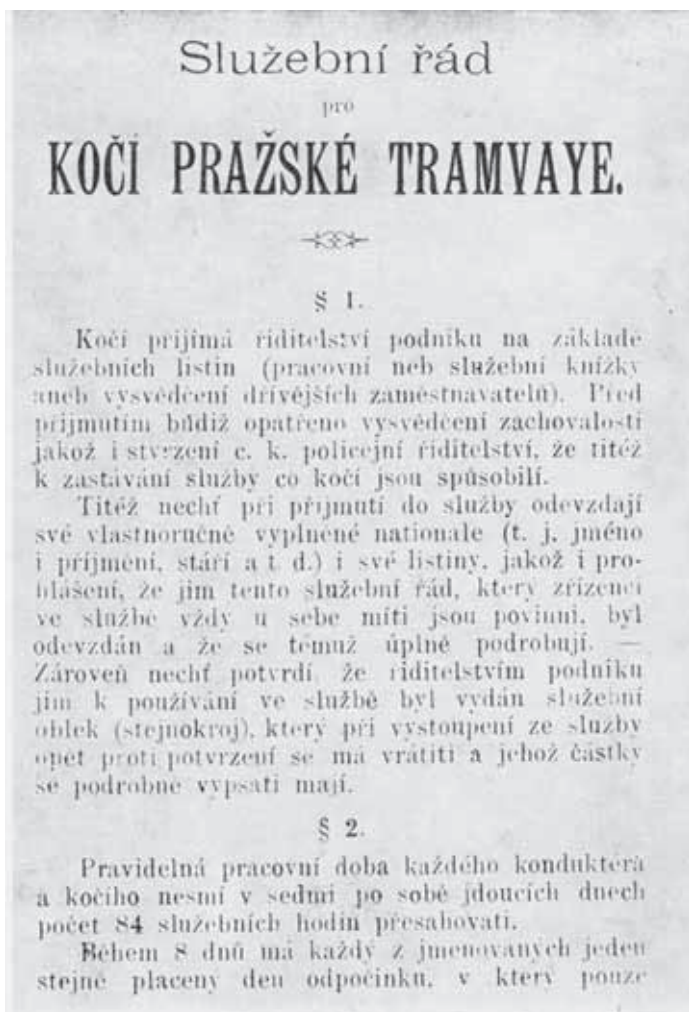 Služební řád
pro
KOČÍ PRAŽSKÉ TRAMVAYE.
§ 1.
Kočí přijímá řiditelství podniku na základě
služebních listin (pracovní neb služební knížky
aneb vysvědčení dřívějších zaměstnavatelů). Před
přijmutím budiž opatřeno vysvědčení zachovalosti
jakož i stvrzení c. k. policejní řiditelství, že titéž
k zastávání služby co kočí jsou spůsobilí.
Titéž nechť při přijmutí do služby odevzdají
své vlastnoručně vyplněné nationale (t. j. jméno
i příjmení, stáří a t d.) i své listiny, jakož i pro-
hlášení, že jim tento služební řád, který zřízenci
ve službě vždy u sebe míti jsou povinni, byl
odevzdán a že se témuž úplně podrobují. —
Zároveň nechť potvrdí, že řiditelstvím podniku
jim k používání ve službě byl vydán služební
oblek (stejnokroj), který při vystoupení ze služby
opět proti potvrzení se má vrátiti a jehož částky
se podrobně vypsati mají.
§ 2.
Pravidelná pracovní doba každého konduktéra
a kočího nesmí v sedmi po sobě jdoucích dnech
počet 84 služebních hodin přesahovati.
Během 8 dnů má každý z jmenovaných jeden
stejně placený den odpočinku, v který pouze